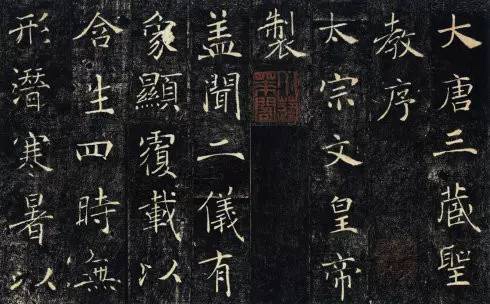 大唐三藏聖
教序
太宗文皇帝
製
盖聞二儀有
象顯覆載以
含生四時無
形潛寒暑以